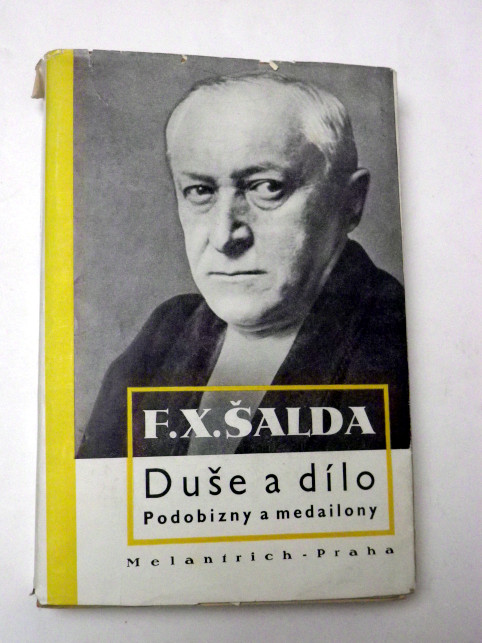 F.X.ŠALDA
Duše a dílo
Podobizny a medailony
Melantrich-Praha